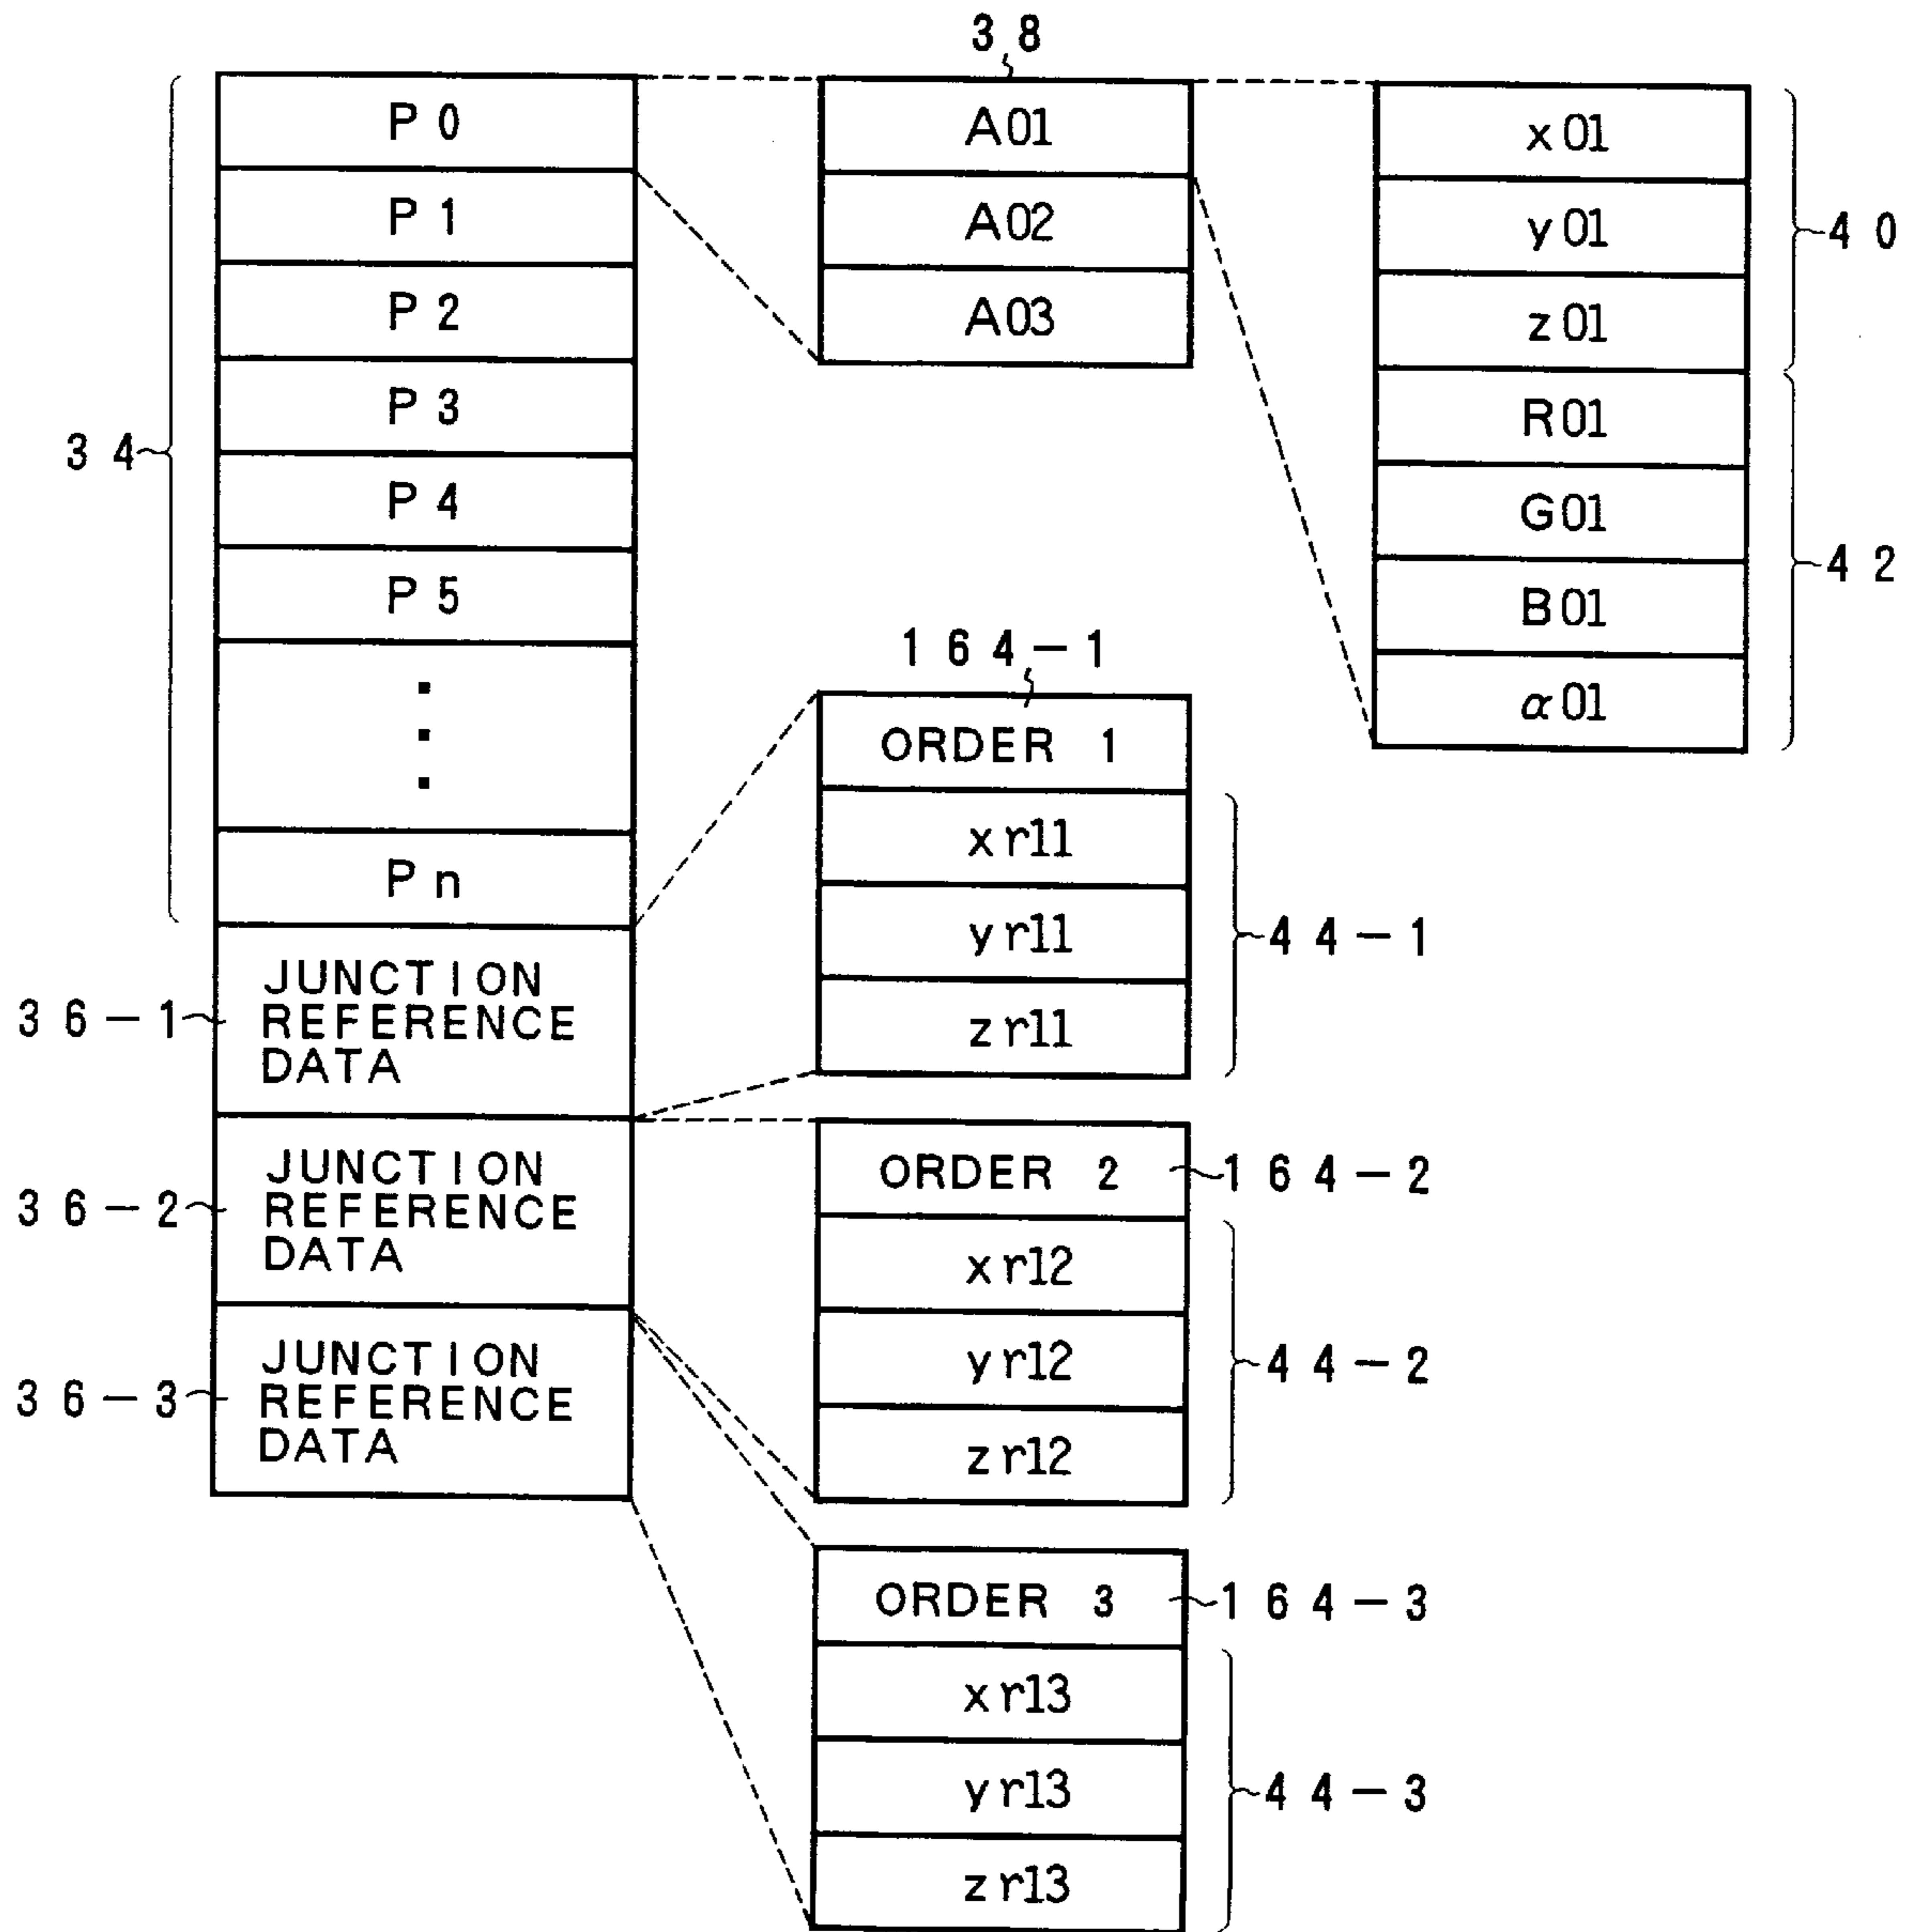 38
P0
P1
P2
P3
P4
P5
Pn
34
A01
A02
A03
x01
y01
z01
R01
G01
B01
α01
40
42
36-1
JUNCTION
REFERENCE
DATA
36-2
JUNCTION
REFERENCE
DATA
36-3
JUNCTION
REFERENCE
DATA
164-1
ORDER 1
xr11
yr11
zr11
44-1
ORDER 2
164-2
xr12
yr12
zr12
44-2
ORDER 3
164-3
xr13
yr13
zr13
44-3